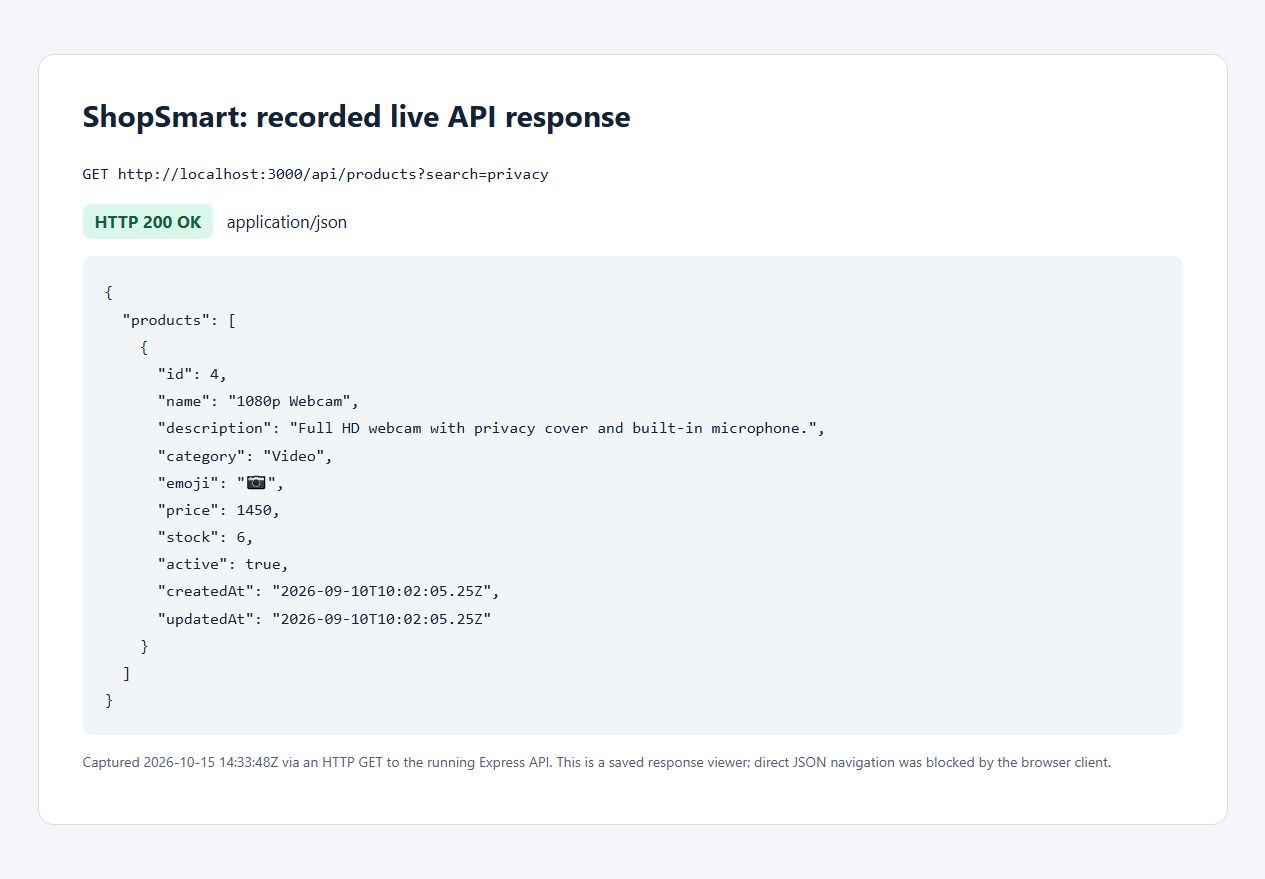 ShopSmart: recorded live API response
GET http://localhost:3000/api/products?search=privacy
HTTP 200 OK application/json
{
  "products": [
    {
      "id": 4,
      "name": "1080p Webcam",
      "description": "Full HD webcam with privacy cover and built-in microphone.",
      "category": "Video",
      "emoji": "📷",
      "price": 1450,
      "stock": 6,
      "active": true,
      "createdAt": "2026-09-10T10:02:05.25Z",
      "updatedAt": "2026-09-10T10:02:05.25Z"
    }
  ]
}
Captured 2026-10-15 14:33:48Z via an HTTP GET to the running Express API. This is a saved response viewer; direct JSON navigation was blocked by the browser client.